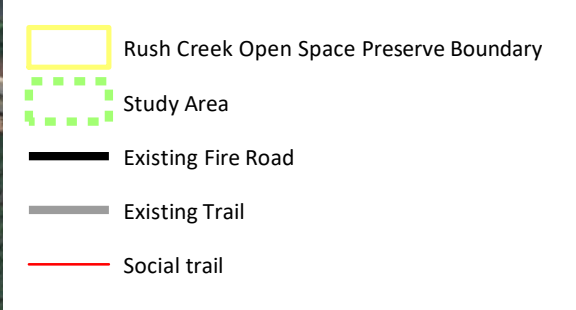 Rush Creek Open Space Preserve Boundary
Study Area
Existing Fire Road
Existing Trail
Social trail